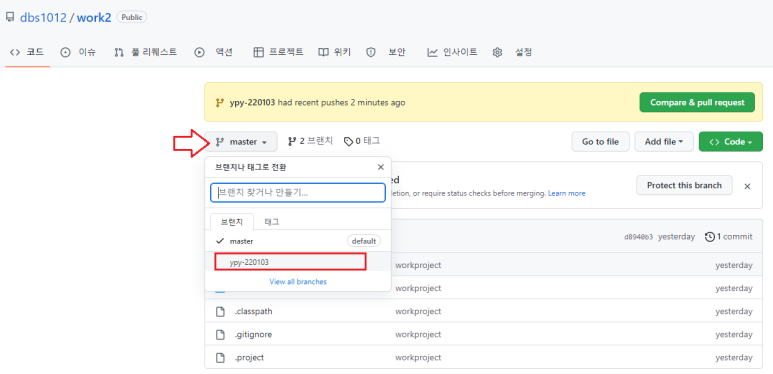 dbs1012 / work2 Public
코드 이슈 풀 리퀘스트 액션 프로젝트 위키 보안 인사이트 설정
ypy-220103 had recent pushes 2 minutes ago Compare & pull request
master 2 브랜치 0 태그 Go to file Add file Code
브랜치나 태그로 전환
브랜치 찾거나 만들기...
브랜치 태그
master default
ypy-220103
View all branches
ed
letion, or require status checks before merging. Learn more
Protect this branch
d8940b3 yesterday 1 commit
workproject yesterday
workproject yesterday
.classpath workproject yesterday
.gitignore workproject yesterday
.project workproject yesterday